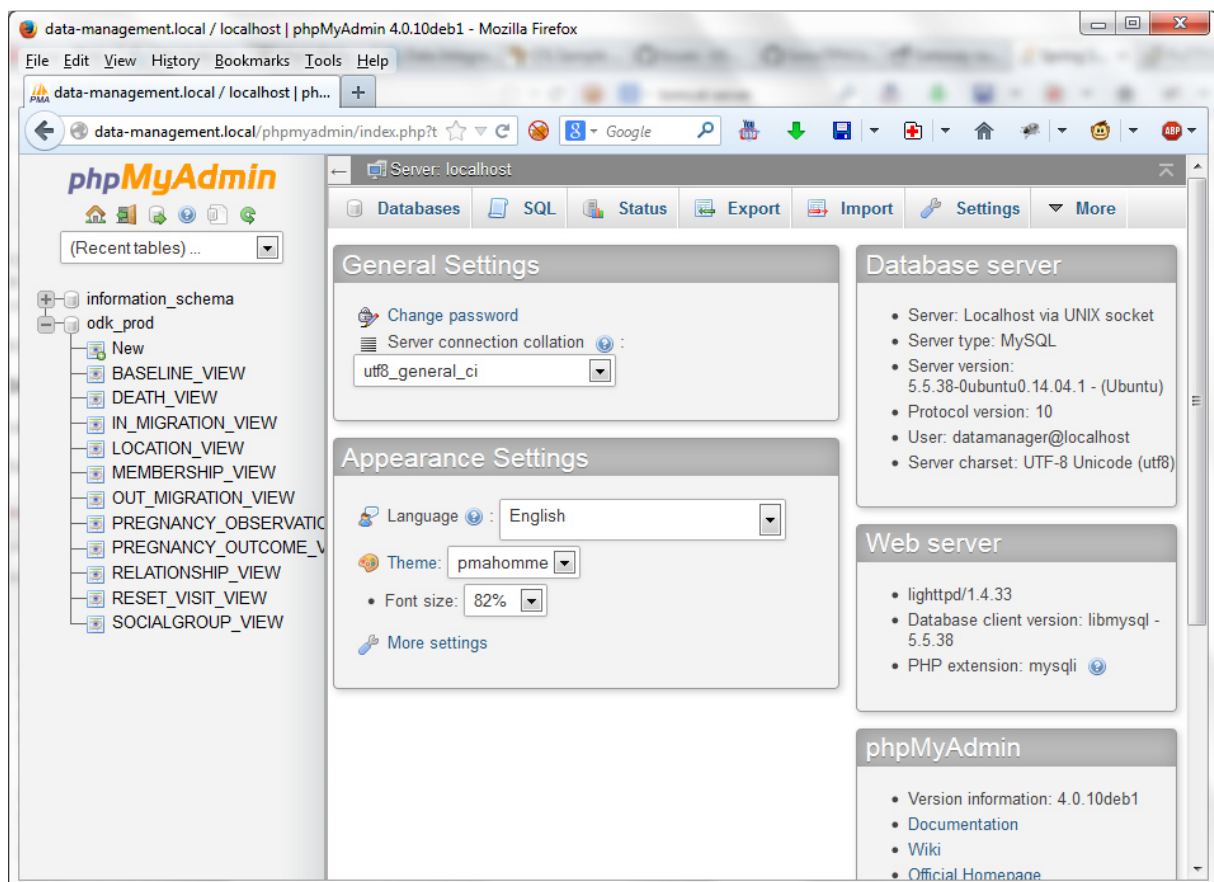 data-management.local / localhost | phpMyAdmin 4.0.10deb1 - Mozilla Firefox
File Edit View History Bookmarks Tools Help
data-management.local / localhost | ph...
data-management.local/phpmyadmin/index.php?t
Google
ABP
phpMyAdmin
(Recent tables) ...
information_schema
odk_prod
New
BASELINE_VIEW
DEATH_VIEW
IN_MIGRATION_VIEW
LOCATION_VIEW
MEMBERSHIP_VIEW
OUT_MIGRATION_VIEW
PREGNANCY_OBSERVATIO
PREGNANCY_OUTCOME_V
RELATIONSHIP_VIEW
RESET_VISIT_VIEW
SOCIALGROUP_VIEW
Server: localhost
Databases SQL Status Export Import Settings More
General Settings
Change password
Server connection collation :
utf8_general_ci
Appearance Settings
Language : English
Theme: pmahomme
• Font size: 82%
More settings
Database server
• Server: Localhost via UNIX socket
• Server type: MySQL
• Server version:
5.5.38-0ubuntu0.14.04.1 - (Ubuntu)
• Protocol version: 10
• User: datamanager@localhost
• Server charset: UTF-8 Unicode (utf8)
Web server
• lighttpd/1.4.33
• Database client version: libmysql -
5.5.38
• PHP extension: mysqli
phpMyAdmin
• Version information: 4.0.10deb1
• Documentation
• Wiki
• Official Homepage